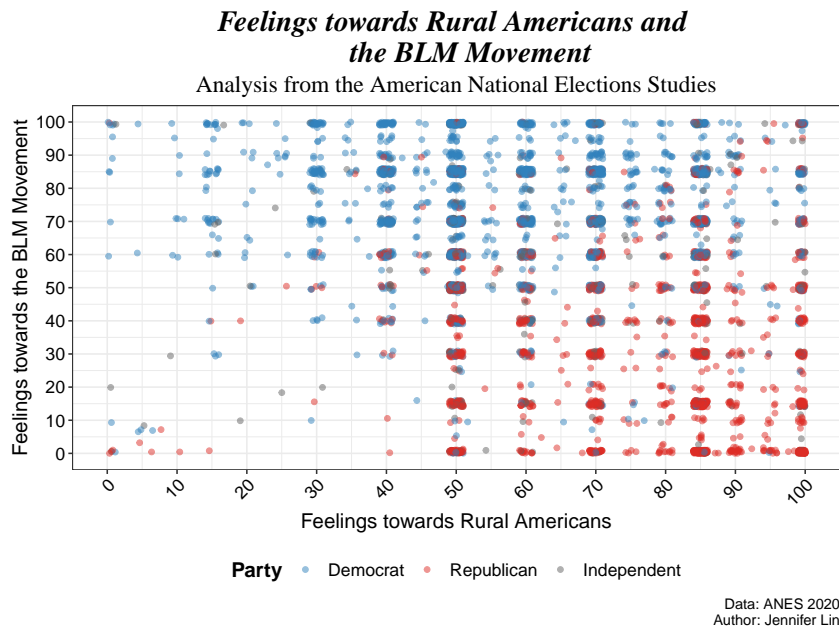 Feelings towards Rural Americans and
the BLM Movement
Analysis from the American National Elections Studies
Feelings towards the BLM Movement
100
90
80
70
60
50
40
30
20
10
0
0
10
20
30
40
50
60
70
80
90
100
Feelings towards Rural Americans
Party Democrat Republican Independent
Data: ANES 2020
Author: Jennifer Lin